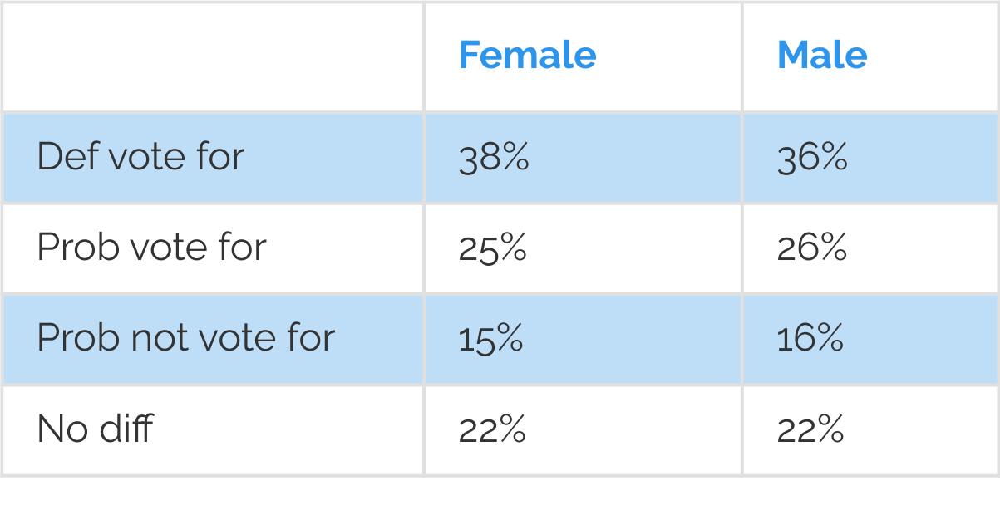 Female Male
Def vote for 38% 36%
Prob vote for 25% 26%
Prob not vote for 15% 16%
No diff 22% 22%